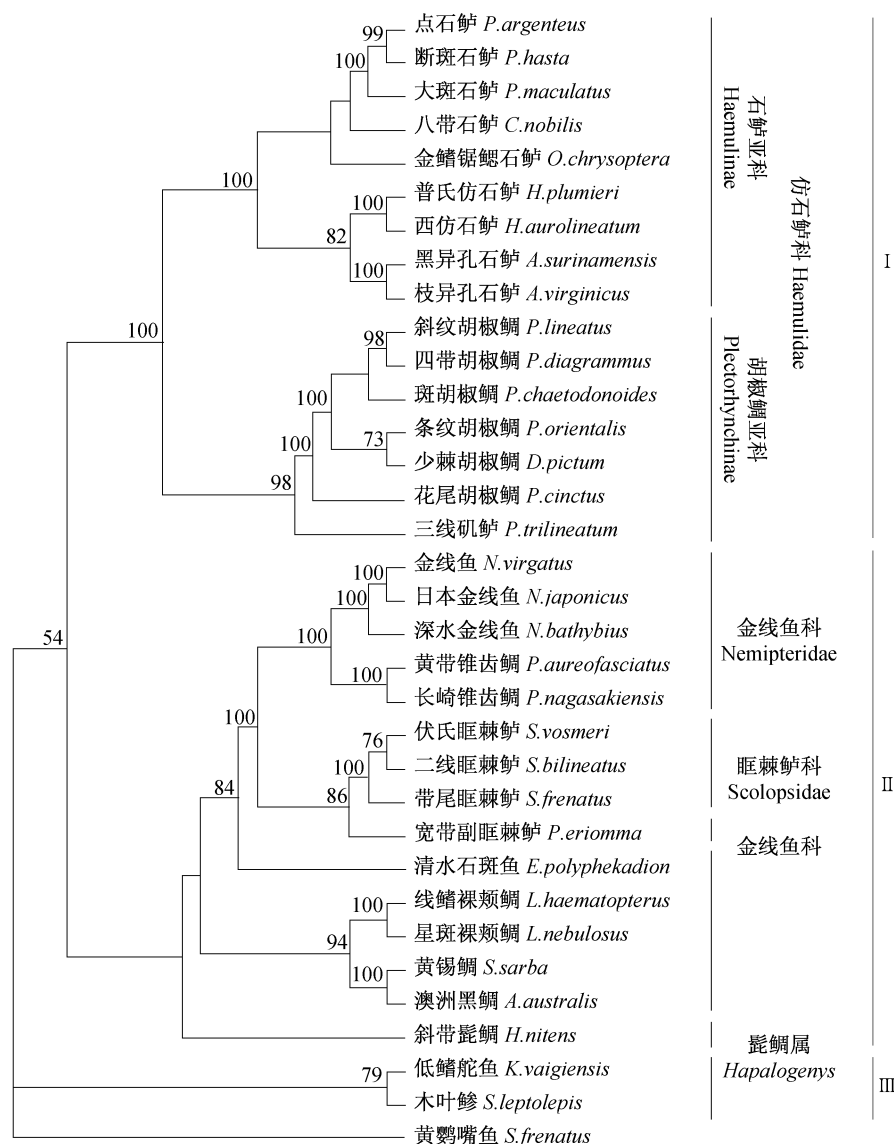 点石鲈 P.argenteus
99
断斑石鲈 P.hasta
100
大斑石鲈 P.maculatus
八带石鲈 C.nobilis
金鳍锯鳃石鲈 O.chrysoptera
100
普氏仿石鲈 H.plumieri
100
西仿石鲈 H.aurolineatum
82
黑异孔石鲈 A.surinamensis
100
枝异孔石鲈 A.virginicus
100
斜纹胡椒鲷 P.lineatus
98
四带胡椒鲷 P.diagrammus
斑胡椒鲷 P.chaetodonoides
100
条纹胡椒鲷 P.orientalis
73
100
少棘胡椒鲷 D.pictum
98
花尾胡椒鲷 P.cinctus
三线矶鲈 P.trilineatum
金线鱼 N.virgatus
100
日本金线鱼 N.japonicus
100
深水金线鱼 N.bathybius
100
54
黄带锥齿鲷 P.aureofasciatus
100
长崎锥齿鲷 P.nagasakiensis
100
伏氏眶棘鲈 S.vosmeri
76
二线眶棘鲈 S.bilineatus
100
84
86
带尾眶棘鲈 S.frenatus
宽带副眶棘鲈 P.eriomma
清水石斑鱼 E.polyphekadion
线鳍裸颊鲷 L.haematopterus
100
星斑裸颊鲷 L.nebulosus
94
黄锡鲷 S.sarba
100
澳洲黑鲷 A.australis
斜带髭鲷 H.nitens
低鳍舵鱼 K.vaigiensis
79
木叶鲹 S.leptolepis
黄鹦嘴鱼 S.frenatus
石鲈亚科
Haemulinae
胡椒鲷亚科
Plectorhynchinae
仿石鲈科 Haemulidae
I
金线鱼科
Nemipteridae
眶棘鲈科
Scolopsidae
金线鱼科
II
髭鲷属
Hapalogenys
III